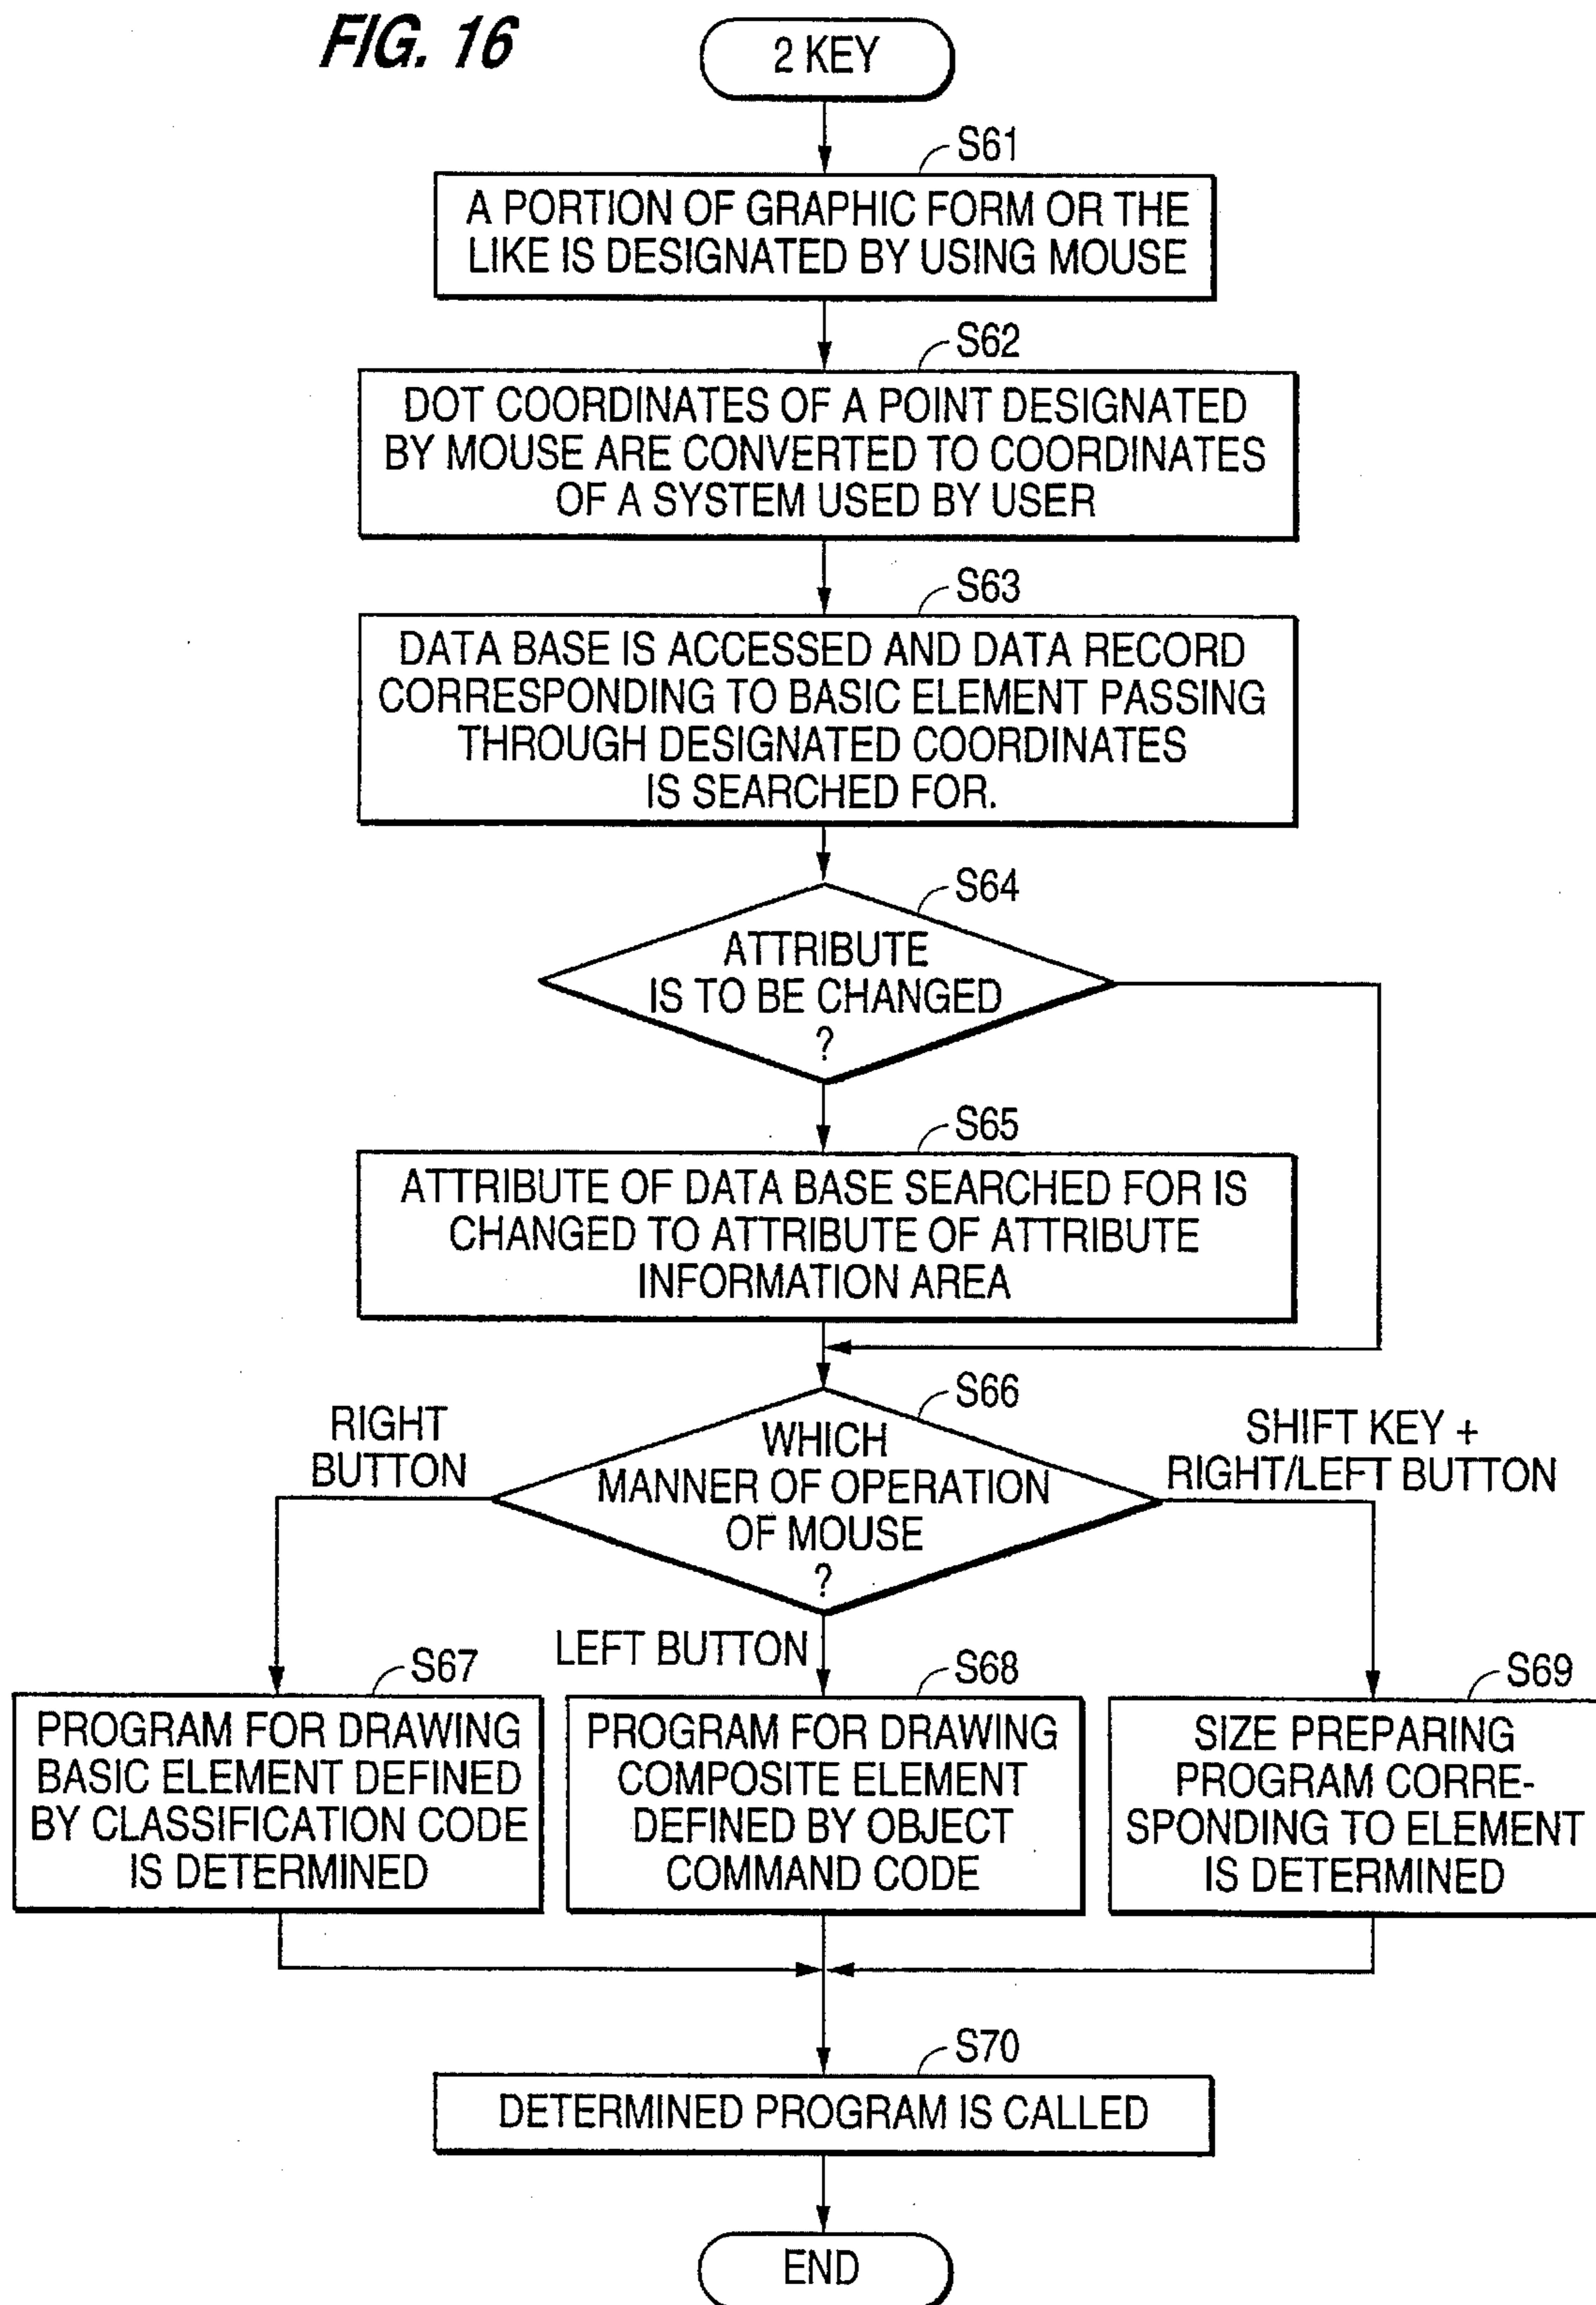 FIG. 16
2 KEY
S61
A PORTION OF GRAPHIC FORM OR THE
LIKE IS DESIGNATED BY USING MOUSE
S62
DOT COORDINATES OF A POINT DESIGNATED
BY MOUSE ARE CONVERTED TO COORDINATES
OF A SYSTEM USED BY USER
S63
DATA BASE IS ACCESSED AND DATA RECORD
CORRESPONDING TO BASIC ELEMENT PASSING
THROUGH DESIGNATED COORDINATES
IS SEARCHED FOR.
S64
ATTRIBUTE
IS TO BE CHANGED
?
S65
ATTRIBUTE OF DATA BASE SEARCHED FOR IS
CHANGED TO ATTRIBUTE OF ATTRIBUTE
INFORMATION AREA
S66
WHICH
MANNER OF OPERATION
OF MOUSE
?
RIGHT
BUTTON
SHIFT KEY +
RIGHT/LEFT BUTTON
LEFT BUTTON
S67
PROGRAM FOR DRAWING
BASIC ELEMENT DEFINED
BY CLASSIFICATION CODE
IS DETERMINED
S68
PROGRAM FOR DRAWING
COMPOSITE ELEMENT
DEFINED BY OBJECT
COMMAND CODE
S69
SIZE PREPARING
PROGRAM CORRE-
SPONDING TO ELEMENT
IS DETERMINED
S70
DETERMINED PROGRAM IS CALLED
END